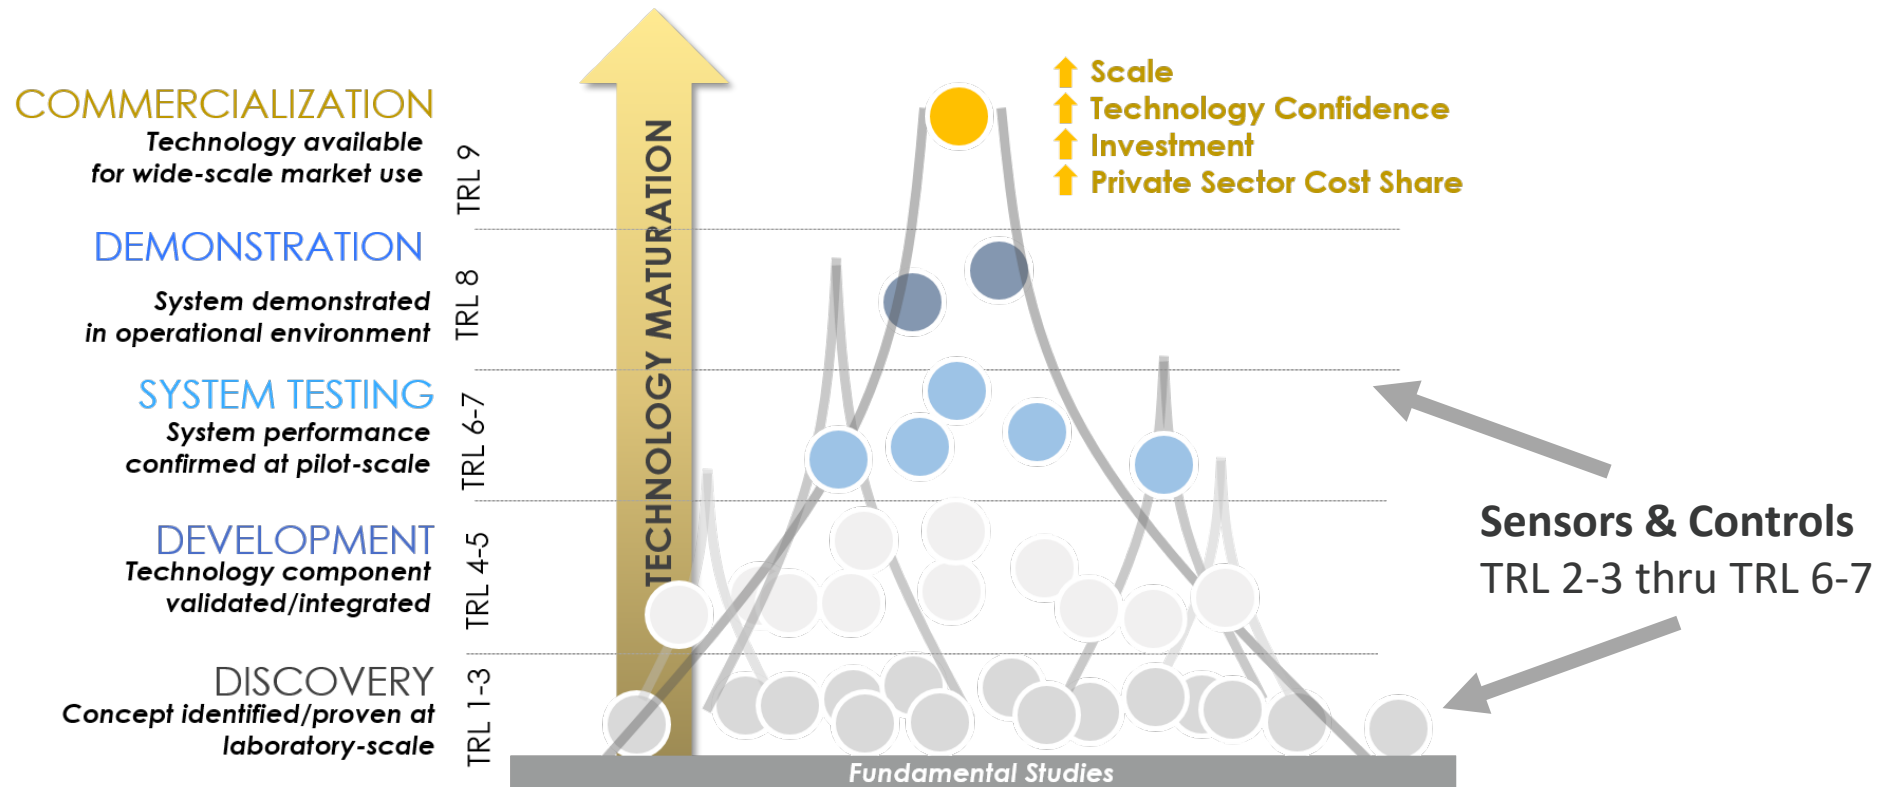 COMMERCIALIZATION
Technology available
for wide-scale market use
TRL 9
DEMONSTRATION
System demonstrated
in operational environment
TRL 8
SYSTEM TESTING
System performance
confirmed at pilot-scale
TRL 6-7
DEVELOPMENT
Technology component
validated/integrated
TRL 4-5
DISCOVERY
Concept identified/proven at
laboratory-scale
TRL 1-3
TECHNOLOGY MATURATION
Scale
Technology Confidence
Investment
Private Sector Cost Share
Sensors & Controls
TRL 2-3 thru TRL 6-7
Fundamental Studies